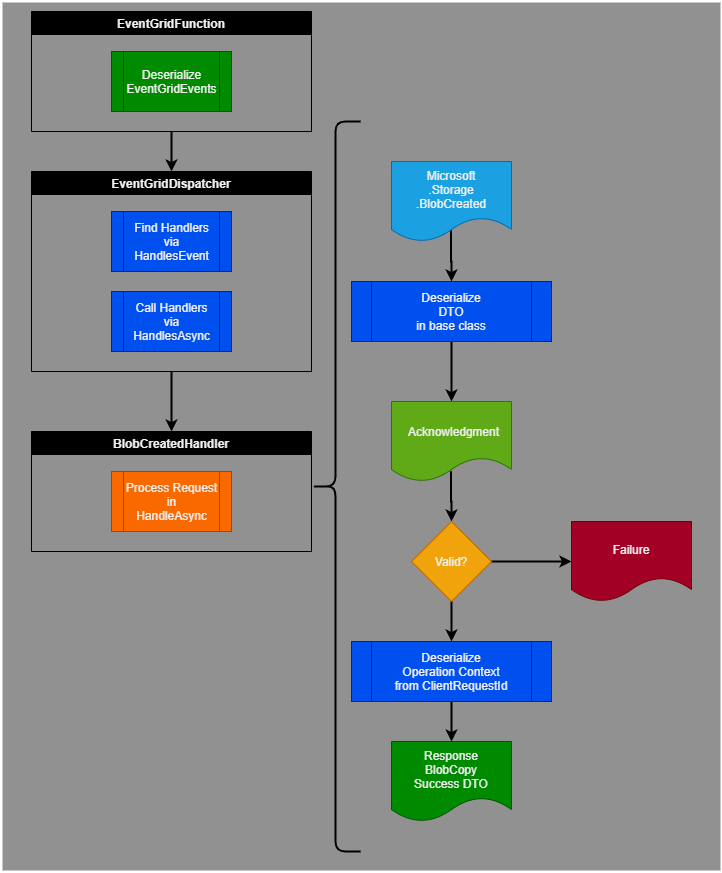 EventGridFunction
Deserialize
EventGridEvents
EventGridDispatcher
Find Handlers
via
HandlesEvent
Call Handlers
via
HandlesAsync
BlobCreatedHandler
Process Request
in
HandleAsync
Microsoft
.Storage
.BlobCreated
Deserialize
DTO
in base class
Acknowledgment
Valid?
Failure
Deserialize
Operation Context
from ClientRequestId
Response
BlobCopy
Success DTO